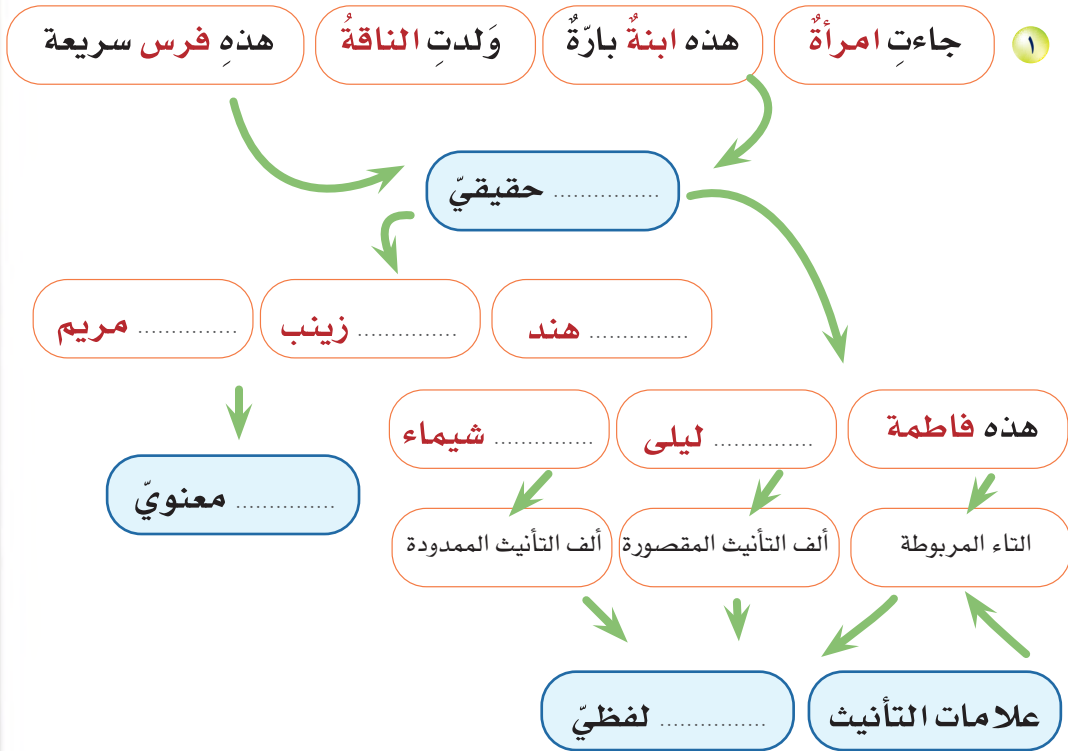 ١
جاءتِ امرأةٌ
هذه ابنةٌ بارّةٌ
وَلدتِ الناقةُ
هذهِ فرس سريعة
............... حقيقيّ
.............. هند
.............. زينب
.............. مريم
هذه فاطمة
.............. ليلى
.............. شيماء
.............. معنويّ
التاء المربوطة
ألف التأنيث المقصورة
ألف التأنيث الممدودة
علامات التأنيث
............... لفظيّ